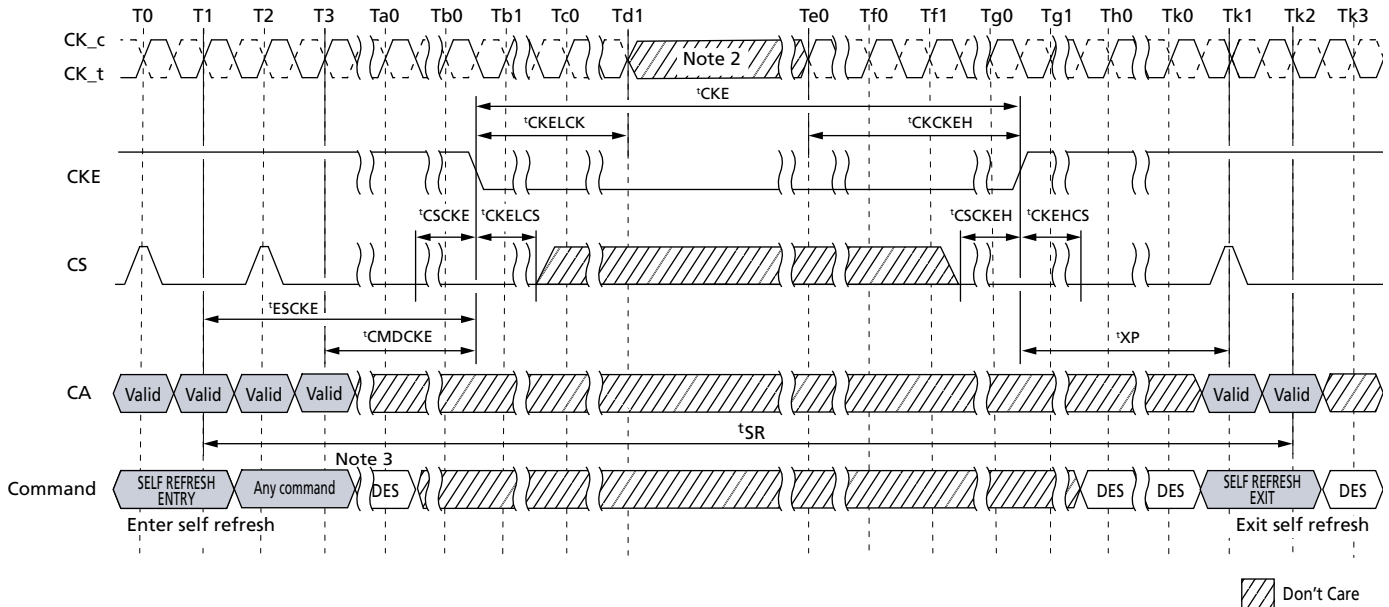 T0 T1 T2 T3 Ta0 Tb0 Tb1 Tc0 Td1 Te0 Tf0 Tf1 Tg0 Tg1 Th0 Tk0 Tk1 Tk2 Tk3
CK_c
CK_t
Note 2
tCKE
tCKELCK tCKCKEH
CKE
tCSCKE tCKELCS tCSCKEH tCKEHCS
CS
tESCKE
tCMDCKE tXP
CA Valid Valid Valid Valid Valid Valid
tSR
Note 3
Command SELF REFRESH ENTRY Any command DES DES DES SELF REFRESH EXIT DES
Enter self refresh Exit self refresh
Don't Care